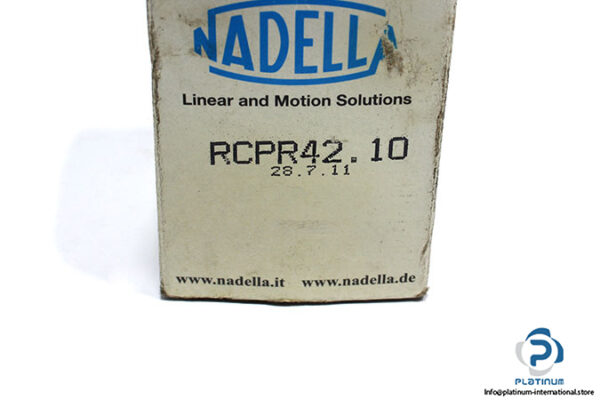 NADELLA
Linear and Motion Solutions
RCPR42.10
28.7.11
www.nadella.it www.nadella.de
PLATINUM
Info@platinum-international.store